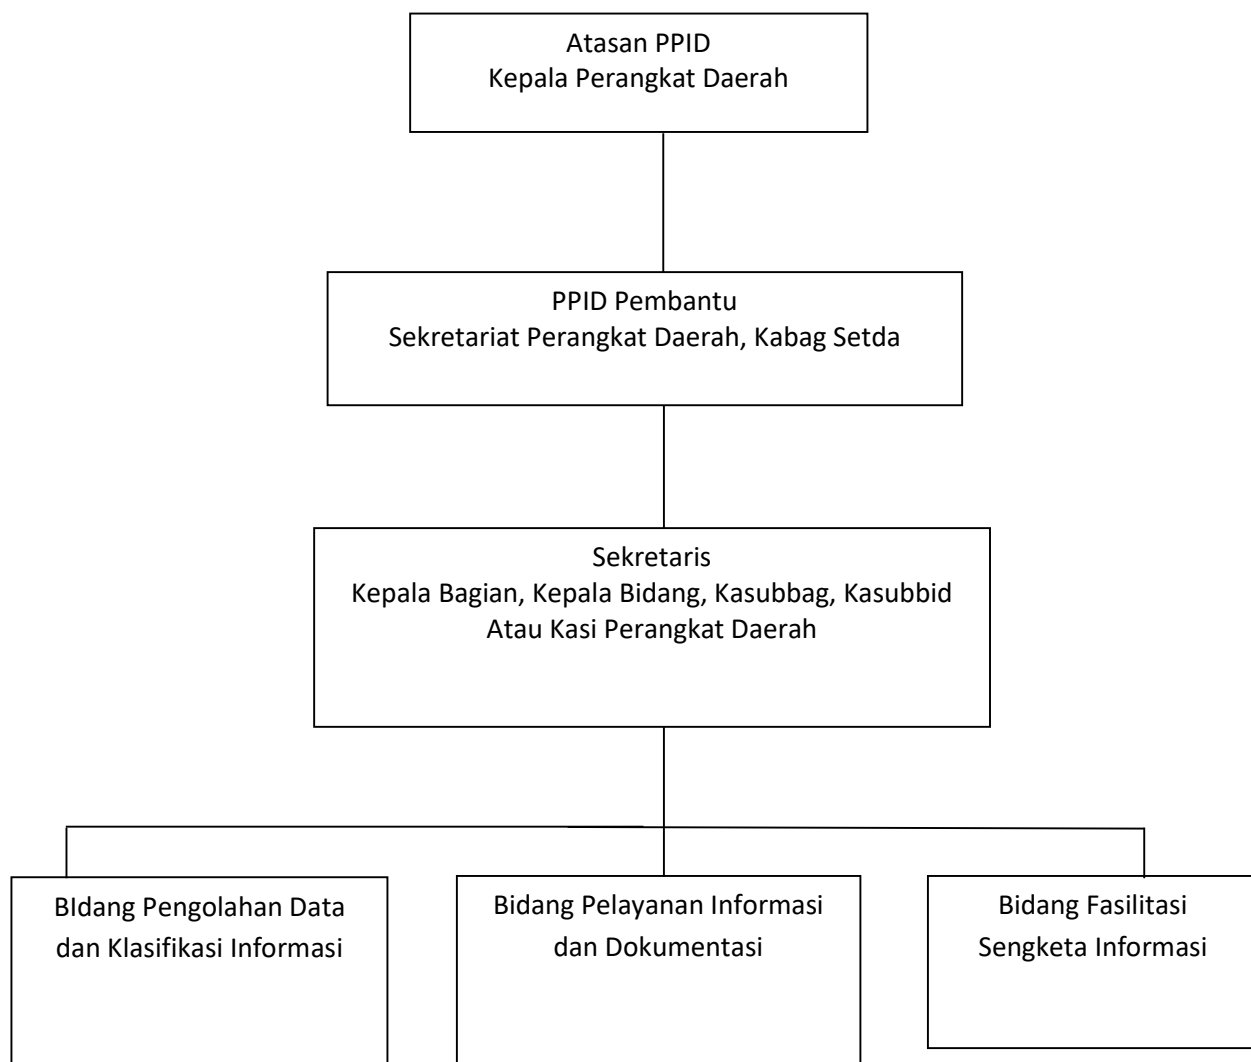 Atasan PPID
Kepala Perangkat Daerah
PPID Pembantu
Sekretariat Perangkat Daerah, Kabag Setda
Sekretaris
Kepala Bagian, Kepala Bidang, Kasubbag, Kasubbid
Atau Kasi Perangkat Daerah
BIdang Pengolahan Data
dan Klasifikasi Informasi
Bidang Pelayanan Informasi
dan Dokumentasi
Bidang Fasilitasi
Sengketa Informasi